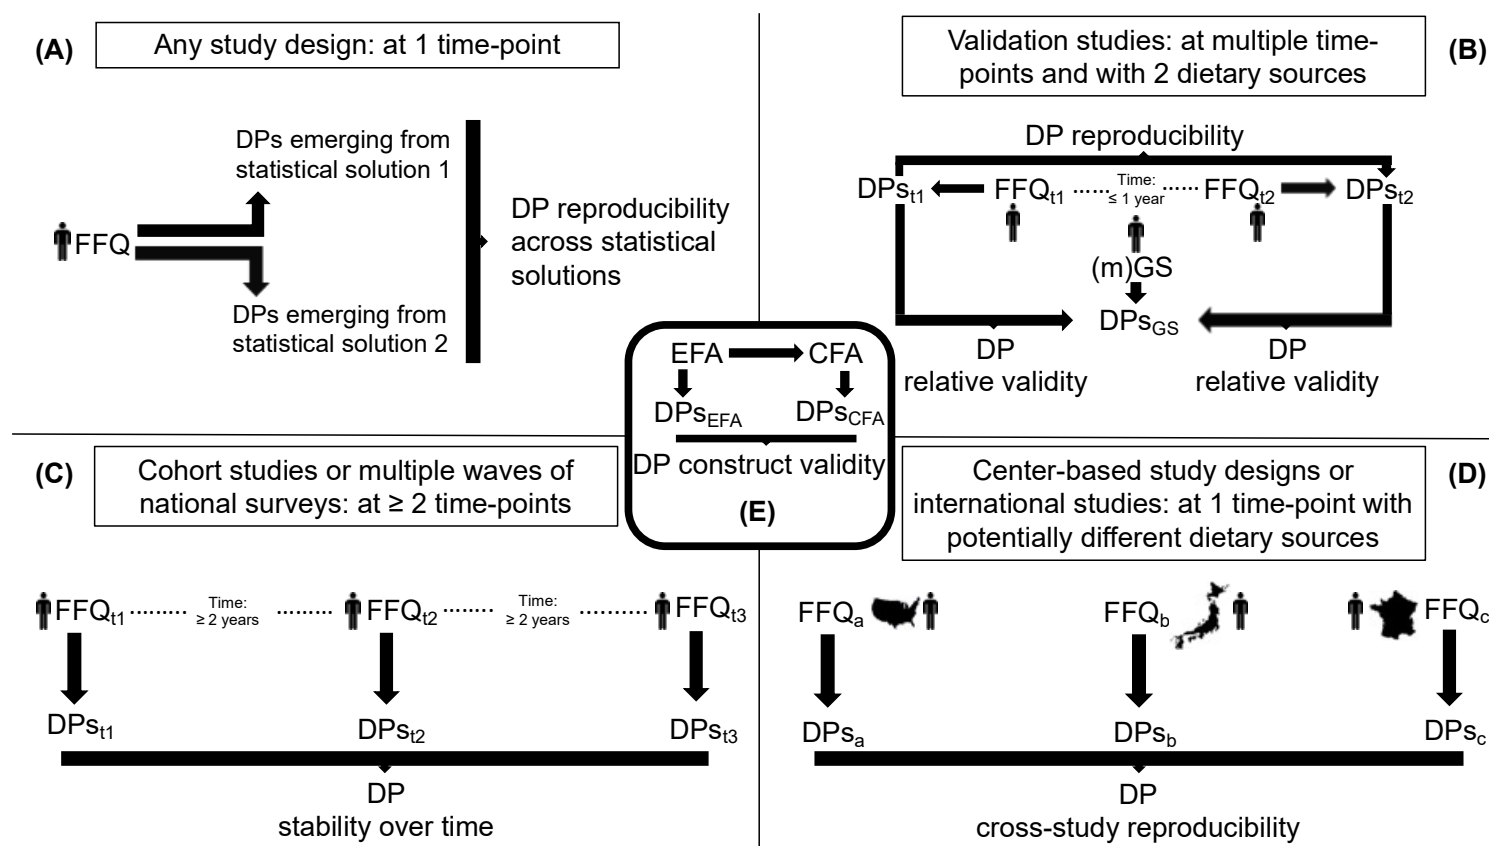 (A)
Any study design: at 1 time-point
DPs emerging from
statistical solution 1
FFQ
DPs emerging from
statistical solution 2
DP reproducibility
across statistical
solutions
Validation studies: at multiple time-
points and with 2 dietary sources
(B)
DP reproducibility
DPst1
FFQt1
........
Time:
≤ 1 year
......
FFQt2
DPst2
(m)GS
DPsGS
DP
relative validity
DP
relative validity
EFA
CFA
DPsEFA
DPsCFA
DP construct validity
(E)
(C)
Cohort studies or multiple waves of
national surveys: at ≥ 2 time-points
FFQt1
.........
Time:
≥ 2 years
.........
FFQt2
........
Time:
≥ 2 years
...........
FFQt3
DPst1
DPst2
DPst3
DP
stability over time
Center-based study designs or
international studies: at 1 time-point with
potentially different dietary sources
(D)
FFQa
FFQb
FFQc
DPsa
DPsb
DPsc
DP
cross-study reproducibility